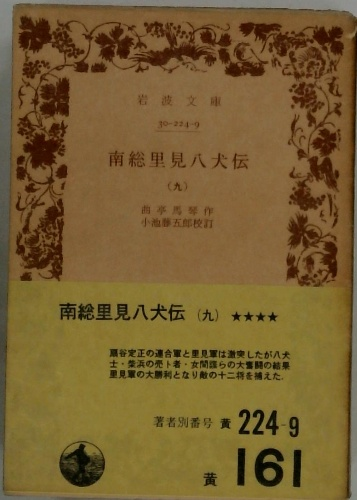 岩波文庫
30-224-9
南総里見八犬伝
(九)
曲亭馬琴作
小池藤五郎校訂
南総里見八犬伝 (九) ★★★★
扇谷定正の連合軍と里見軍は激突したが八犬
士・柴浜の売卜者・女間諜らの大奮闘の結果
里見軍の大勝利となり敵の十二将を捕えた.
著者別番号 黄 224-9
黄 161